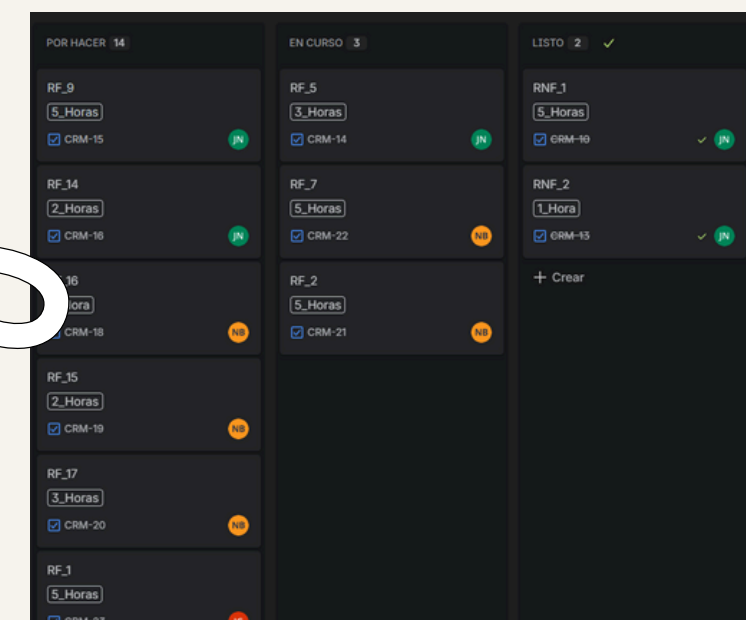 POR HACER 14
RF_9
5_Horas
CRM-15 JN
RF_14
2_Horas
CRM-16 JN
_16
CRM-18 NB
RF_15
2_Horas
CRM-19 NB
RF_17
3_Horas
CRM-20 NB
RF_1
5_Horas
EN CURSO 3
RF_5
3_Horas
CRM-14 JN
RF_7
5_Horas
CRM-22 NB
RF_2
5_Horas
CRM-21 NB
LISTO 2
RNF_1
5_Horas
CRM-10 JN
RNF_2
1_Hora
CRM-13 JN
+ Crear